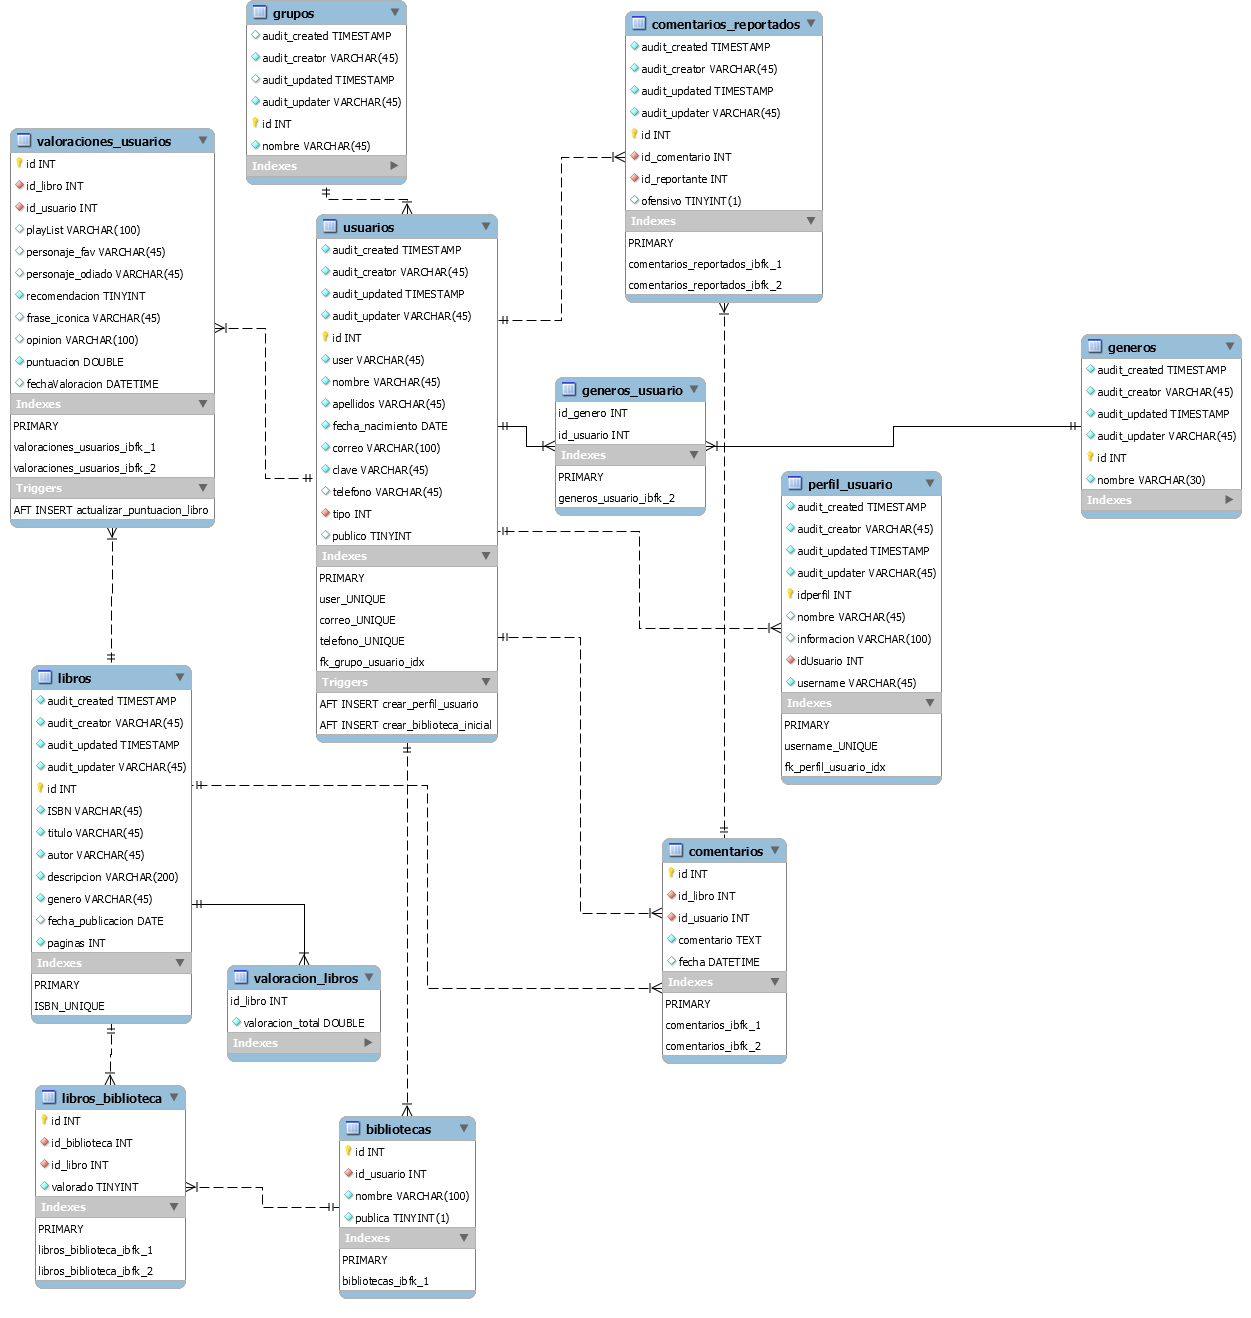 grupos
audit_created TIMESTAMP
audit_creator VARCHAR(45)
audit_updated TIMESTAMP
audit_updater VARCHAR(45)
id INT
nombre VARCHAR(45)
Indexes
comentarios_reportados
audit_created TIMESTAMP
audit_creator VARCHAR(45)
audit_updated TIMESTAMP
audit_updater VARCHAR(45)
id INT
id_comentario INT
id_reportante INT
ofensivo TINYINT(1)
Indexes
PRIMARY
comentarios_reportados_ibfk_1
comentarios_reportados_ibfk_2
valoraciones_usuarios
id INT
id_libro INT
id_usuario INT
playList VARCHAR(100)
personaje_fav VARCHAR(45)
personaje_odiado VARCHAR(45)
recomendacion TINYINT
frase_iconica VARCHAR(45)
opinion VARCHAR(100)
puntuacion DOUBLE
fechaValoracion DATETIME
Indexes
PRIMARY
valoraciones_usuarios_ibfk_1
valoraciones_usuarios_ibfk_2
Triggers
AFT INSERT actualizar_puntuacion_libro
usuarios
audit_created TIMESTAMP
audit_creator VARCHAR(45)
audit_updated TIMESTAMP
audit_updater VARCHAR(45)
id INT
user VARCHAR(45)
nombre VARCHAR(45)
apellidos VARCHAR(45)
fecha_nacimiento DATE
correo VARCHAR(100)
clave VARCHAR(45)
telefono VARCHAR(45)
tipo INT
publico TINYINT
Indexes
PRIMARY
user_UNIQUE
correo_UNIQUE
telefono_UNIQUE
fk_grupo_usuario_idx
Triggers
AFT INSERT crear_perfil_usuario
AFT INSERT crear_biblioteca_inicial
generos_usuario
id_genero INT
id_usuario INT
Indexes
PRIMARY
generos_usuario_ibfk_2
generos
audit_created TIMESTAMP
audit_creator VARCHAR(45)
audit_updated TIMESTAMP
audit_updater VARCHAR(45)
id INT
nombre VARCHAR(30)
Indexes
perfil_usuario
audit_created TIMESTAMP
audit_creator VARCHAR(45)
audit_updated TIMESTAMP
audit_updater VARCHAR(45)
idperfil INT
nombre VARCHAR(45)
informacion VARCHAR(100)
idUsuario INT
username VARCHAR(45)
Indexes
PRIMARY
username_UNIQUE
fk_perfil_usuario_idx
libros
audit_created TIMESTAMP
audit_creator VARCHAR(45)
audit_updated TIMESTAMP
audit_updater VARCHAR(45)
id INT
ISBN VARCHAR(45)
titulo VARCHAR(45)
autor VARCHAR(45)
descripcion VARCHAR(200)
genero VARCHAR(45)
fecha_publicacion DATE
paginas INT
Indexes
PRIMARY
ISBN_UNIQUE
comentarios
id INT
id_libro INT
id_usuario INT
comentario TEXT
fecha DATETIME
Indexes
PRIMARY
comentarios_ibfk_1
comentarios_ibfk_2
valoracion_libros
id_libro INT
valoracion_total DOUBLE
Indexes
libros_biblioteca
id INT
id_biblioteca INT
id_libro INT
valorado TINYINT
Indexes
PRIMARY
libros_biblioteca_ibfk_1
libros_biblioteca_ibfk_2
bibliotecas
id INT
id_usuario INT
nombre VARCHAR(100)
publica TINYINT(1)
Indexes
PRIMARY
bibliotecas_ibfk_1